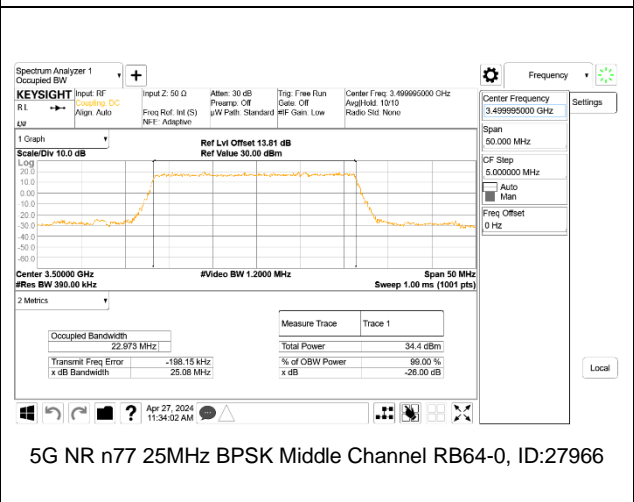 Spectrum Analyzer 1
Occupied BW
Frequency
KEYSIGHT
Input: RF
Coupling: DC
Align: Auto
Input Z: 50 Ω
Freq Ref: Int (S)
NFE: Adaptive
Atten: 30 dB
Preamp: Off
µW Path: Standard
Trig: Free Run
Gate: Off
#IF Gain: Low
Center Freq: 3.499995000 GHz
Avg|Hold: 10/10
Radio Std: None
RL
Center Frequency
3.499995000 GHz
Settings
Span
50.000 MHz
CF Step
5.000000 MHz
Auto
Man
Freq Offset
0 Hz
1 Graph
Scale/Div 10.0 dB
Ref Lvl Offset 13.81 dB
Ref Value 30.00 dBm
Log
20.0
10.0
0.00
-10.0
-20.0
-30.0
-40.0
-50.0
-60.0
Center 3.50000 GHz
#Res BW 390.00 kHz
#Video BW 1.2000 MHz
Span 50 MHz
Sweep 1.00 ms (1001 pts)
2 Metrics
Measure Trace Trace 1
Occupied Bandwidth
22.973 MHz
Total Power 34.4 dBm
Transmit Freq Error -198.15 kHz
% of OBW Power 99.00 %
x dB Bandwidth 25.08 MHz
x dB -26.00 dB
Local
Apr 27, 2024
11:34:02 AM
5G NR n77 25MHz BPSK Middle Channel RB64-0, ID:27966